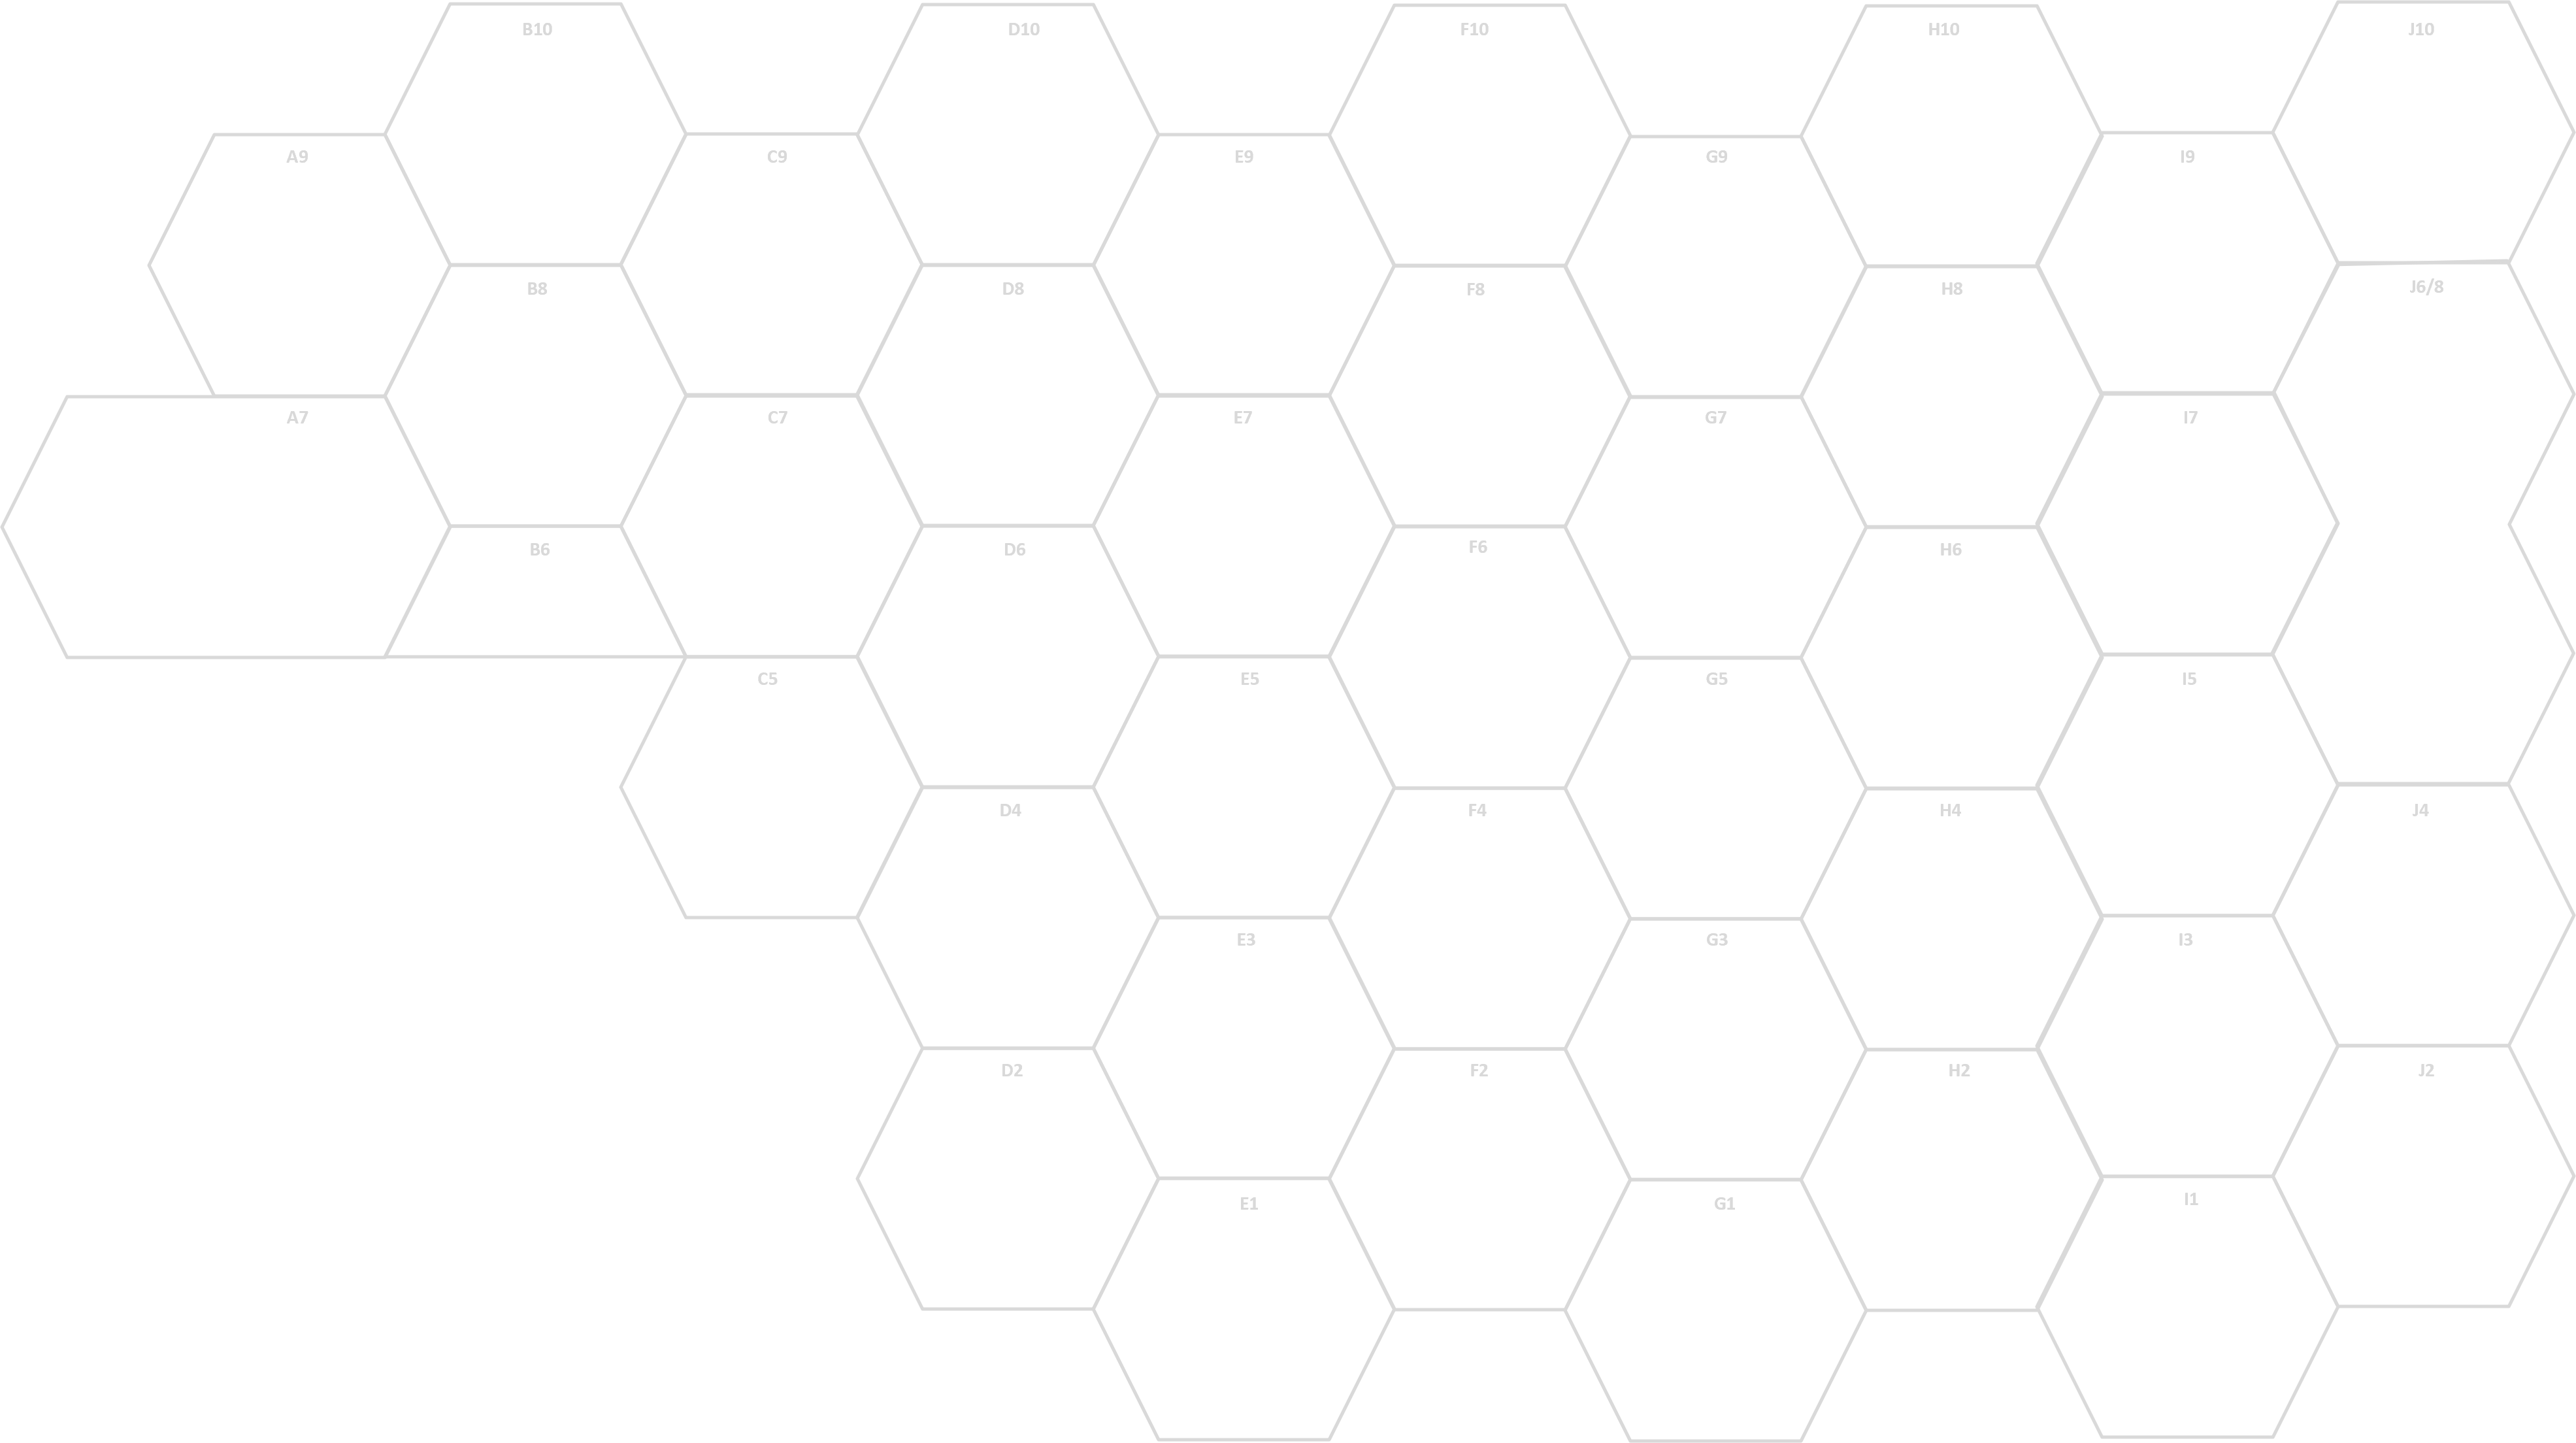 B10 D10 F10 H10 J10
A9 C9 E9 G9 I9
B8 D8 F8 H8 J6/8
A7 C7 E7 G7 I7
B6 D6 F6 H6
C5 E5 G5 I5
D4 F4 H4 J4
E3 G3 I3
D2 F2 H2 J2
E1 G1 I1